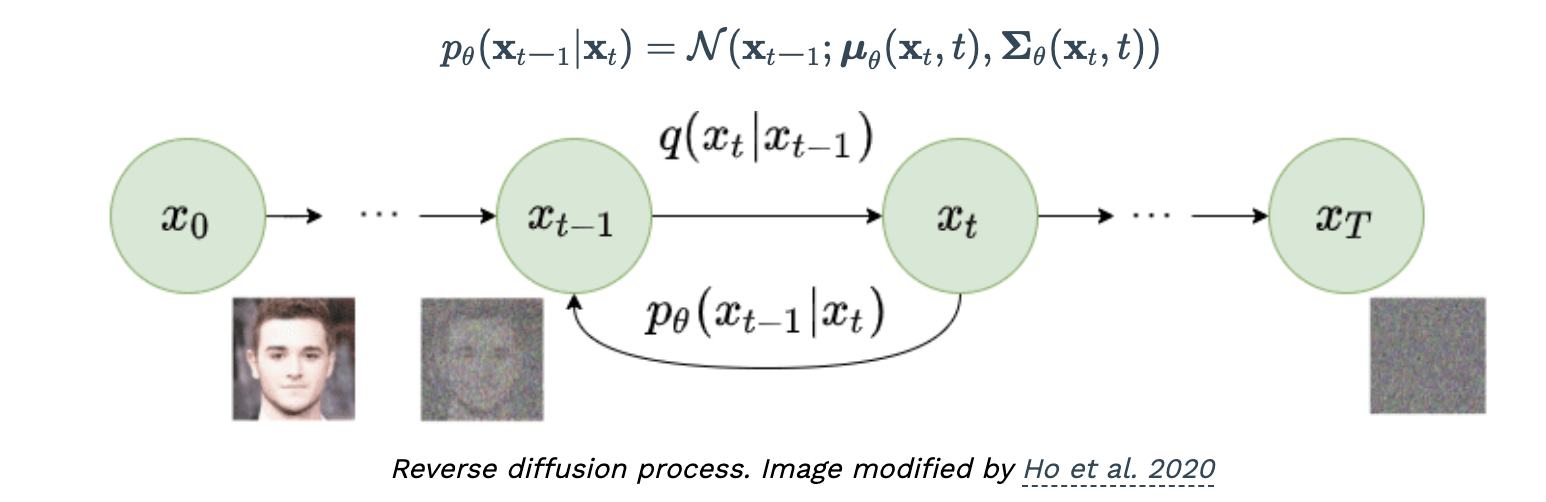 p_θ(x_{t−1}|x_t) = 𝒩(x_{t−1}; μ_θ(x_t, t), Σ_θ(x_t, t))
q(x_t|x_{t−1})
x_0 ··· x_{t−1} x_t ··· x_T
p_θ(x_{t−1}|x_t)
Reverse diffusion process. Image modified by Ho et al. 2020